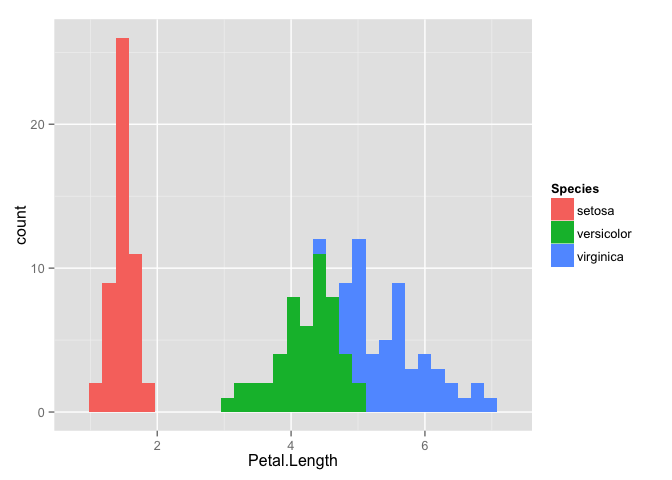 20
10
0
count
2
4
6
Petal.Length
Species
setosa
versicolor
virginica